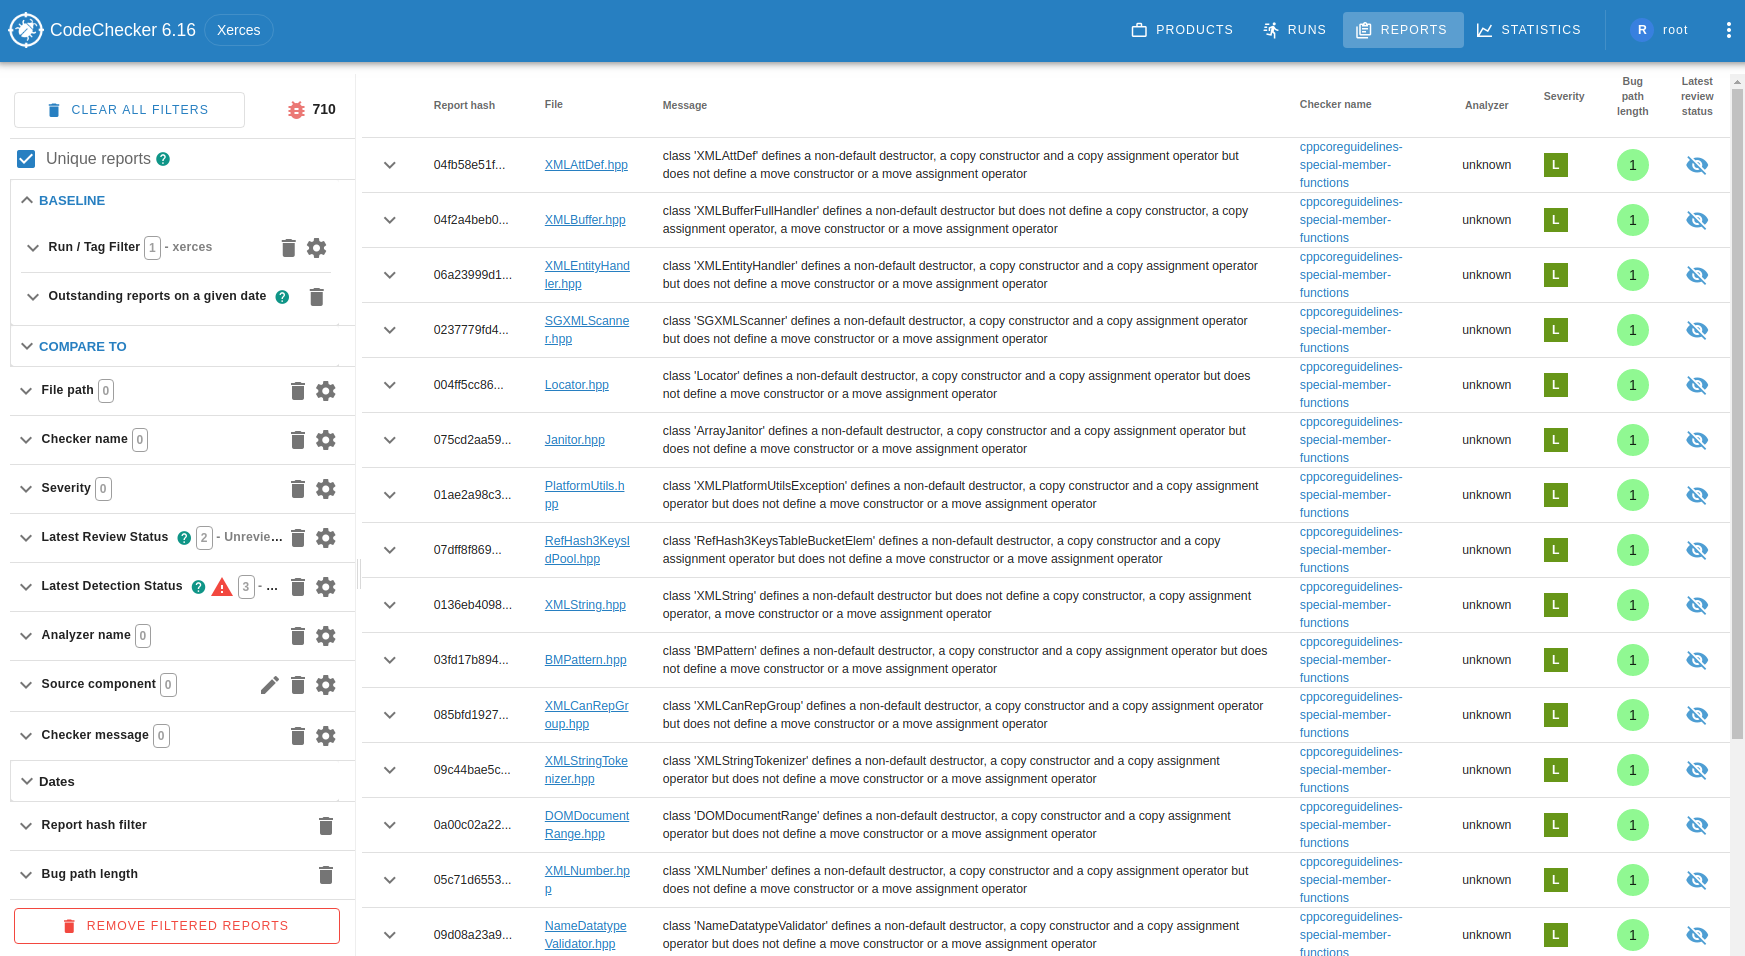 CodeChecker 6.16 Xerces PRODUCTS RUNS REPORTS STATISTICS R root
CLEAR ALL FILTERS 710
Unique reports ?
BASELINE
Run / Tag Filter 1 - xerces
Outstanding reports on a given date ?
COMPARE TO
File path 0
Checker name 0
Severity 0
Latest Review Status ? 2 - Unrevie...
Latest Detection Status ? 3 - ...
Analyzer name 0
Source component 0
Checker message 0
Dates
Report hash filter
Bug path length
REMOVE FILTERED REPORTS
Report hash File Message Checker name Analyzer Severity Bug path length Latest review status
04fb58e51f... XMLAttDef.hpp class 'XMLAttDef' defines a non-default destructor, a copy constructor and a copy assignment operator but
does not define a move constructor or a move assignment operator
cppcoreguidelines-
special-member-
functions
unknown L 1
04f2a4beb0... XMLBuffer.hpp class 'XMLBufferFullHandler' defines a non-default destructor but does not define a copy constructor, a copy
assignment operator, a move constructor or a move assignment operator
cppcoreguidelines-
special-member-
functions
unknown L 1
06a23999d1... XMLEntityHand
ler.hpp
class 'XMLEntityHandler' defines a non-default destructor, a copy constructor and a copy assignment operator
but does not define a move constructor or a move assignment operator
cppcoreguidelines-
special-member-
functions
unknown L 1
0237779fd4... SGXMLScanne
r.hpp
class 'SGXMLScanner' defines a non-default destructor, a copy constructor and a copy assignment operator
but does not define a move constructor or a move assignment operator
cppcoreguidelines-
special-member-
functions
unknown L 1
004ff5cc86... Locator.hpp class 'Locator' defines a non-default destructor, a copy constructor and a copy assignment operator but does
not define a move constructor or a move assignment operator
cppcoreguidelines-
special-member-
functions
unknown L 1
075cd2aa59... Janitor.hpp class 'ArrayJanitor' defines a non-default destructor, a copy constructor and a copy assignment operator but
does not define a move constructor or a move assignment operator
cppcoreguidelines-
special-member-
functions
unknown L 1
01ae2a98c3... PlatformUtils.h
pp
class 'XMLPlatformUtilsException' defines a non-default destructor, a copy constructor and a copy assignment
operator but does not define a move constructor or a move assignment operator
cppcoreguidelines-
special-member-
functions
unknown L 1
07dff8f869... RefHash3KeysI
dPool.hpp
class 'RefHash3KeysTableBucketElem' defines a non-default destructor, a copy constructor and a copy
assignment operator but does not define a move constructor or a move assignment operator
cppcoreguidelines-
special-member-
functions
unknown L 1
0136eb4098... XMLString.hpp class 'XMLString' defines a non-default destructor but does not define a copy constructor, a copy assignment
operator, a move constructor or a move assignment operator
cppcoreguidelines-
special-member-
functions
unknown L 1
03fd17b894... BMPattern.hpp class 'BMPattern' defines a non-default destructor, a copy constructor and a copy assignment operator but does
not define a move constructor or a move assignment operator
cppcoreguidelines-
special-member-
functions
unknown L 1
085bfd1927... XMLCanRepGr
oup.hpp
class 'XMLCanRepGroup' defines a non-default destructor, a copy constructor and a copy assignment operator
but does not define a move constructor or a move assignment operator
cppcoreguidelines-
special-member-
functions
unknown L 1
09c44bae5c... XMLStringToke
nizer.hpp
class 'XMLStringTokenizer' defines a non-default destructor, a copy constructor and a copy assignment
operator but does not define a move constructor or a move assignment operator
cppcoreguidelines-
special-member-
functions
unknown L 1
0a00c02a22... DOMDocument
Range.hpp
class 'DOMDocumentRange' defines a non-default destructor, a copy constructor and a copy assignment
operator but does not define a move constructor or a move assignment operator
cppcoreguidelines-
special-member-
functions
unknown L 1
05c71d6553... XMLNumber.hp
p
class 'XMLNumber' defines a non-default destructor, a copy constructor and a copy assignment operator but
does not define a move constructor or a move assignment operator
cppcoreguidelines-
special-member-
functions
unknown L 1
09d08a23a9... NameDatatype
Validator.hpp
class 'NameDatatypeValidator' defines a non-default destructor, a copy constructor and a copy assignment
operator but does not define a move constructor or a move assignment operator
cppcoreguidelines-
special-member-
functions
unknown L 1